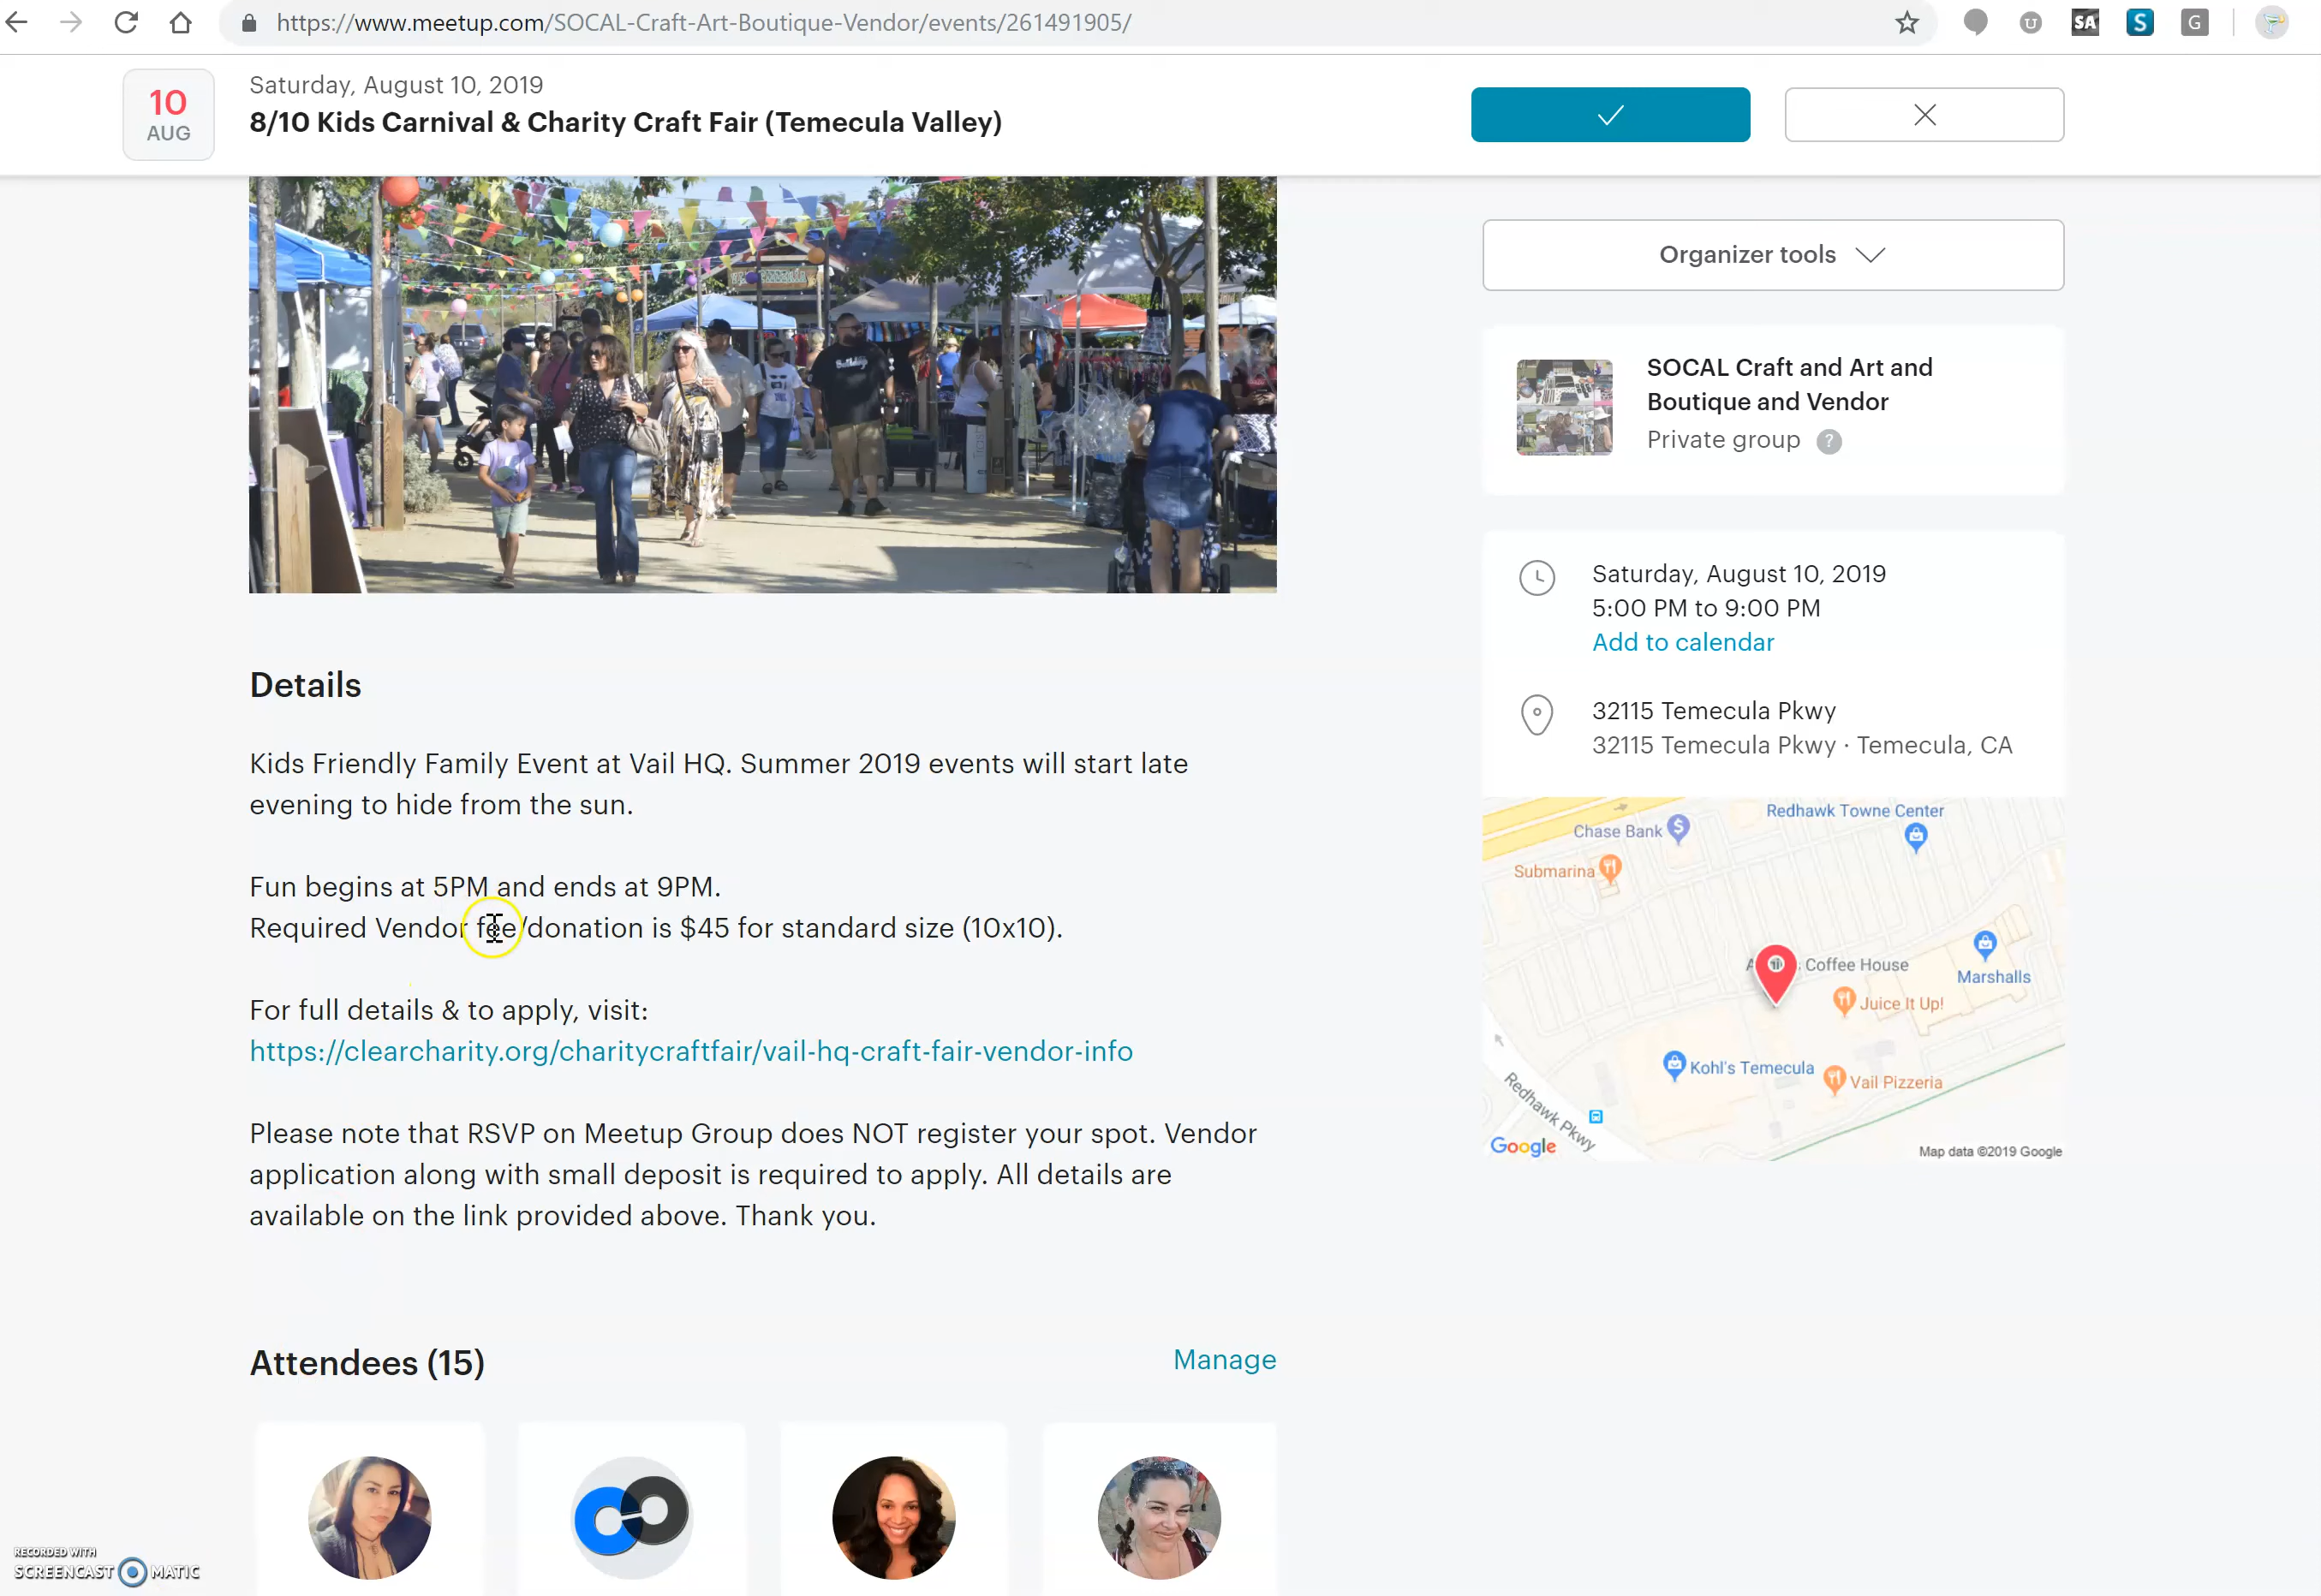 https://www.meetup.com/SOCAL-Craft-Art-Boutique-Vendor/events/261491905/
U
SA
S
G
10
AUG
Saturday, August 10, 2019
8/10 Kids Carnival & Charity Craft Fair (Temecula Valley)
Organizer tools
SOCAL Craft and Art and
Boutique and Vendor
Private group ?
Saturday, August 10, 2019
5:00 PM to 9:00 PM
Add to calendar
32115 Temecula Pkwy
32115 Temecula Pkwy · Temecula, CA
Redhawk Towne Center
Chase Bank
Submarina
Coffee House
Marshalls
Juice It Up!
Kohl's Temecula
Vail Pizzeria
Redhawk Pkwy
Google
Map data ©2019 Google
Details
Kids Friendly Family Event at Vail HQ. Summer 2019 events will start late
evening to hide from the sun.
Fun begins at 5PM and ends at 9PM.
Required Vendor fee/donation is $45 for standard size (10x10).
For full details & to apply, visit:
https://clearcharity.org/charitycraftfair/vail-hq-craft-fair-vendor-info
Please note that RSVP on Meetup Group does NOT register your spot. Vendor
application along with small deposit is required to apply. All details are
available on the link provided above. Thank you.
Attendees (15)
Manage
RECORDED WITH
SCREENCAST MATIC